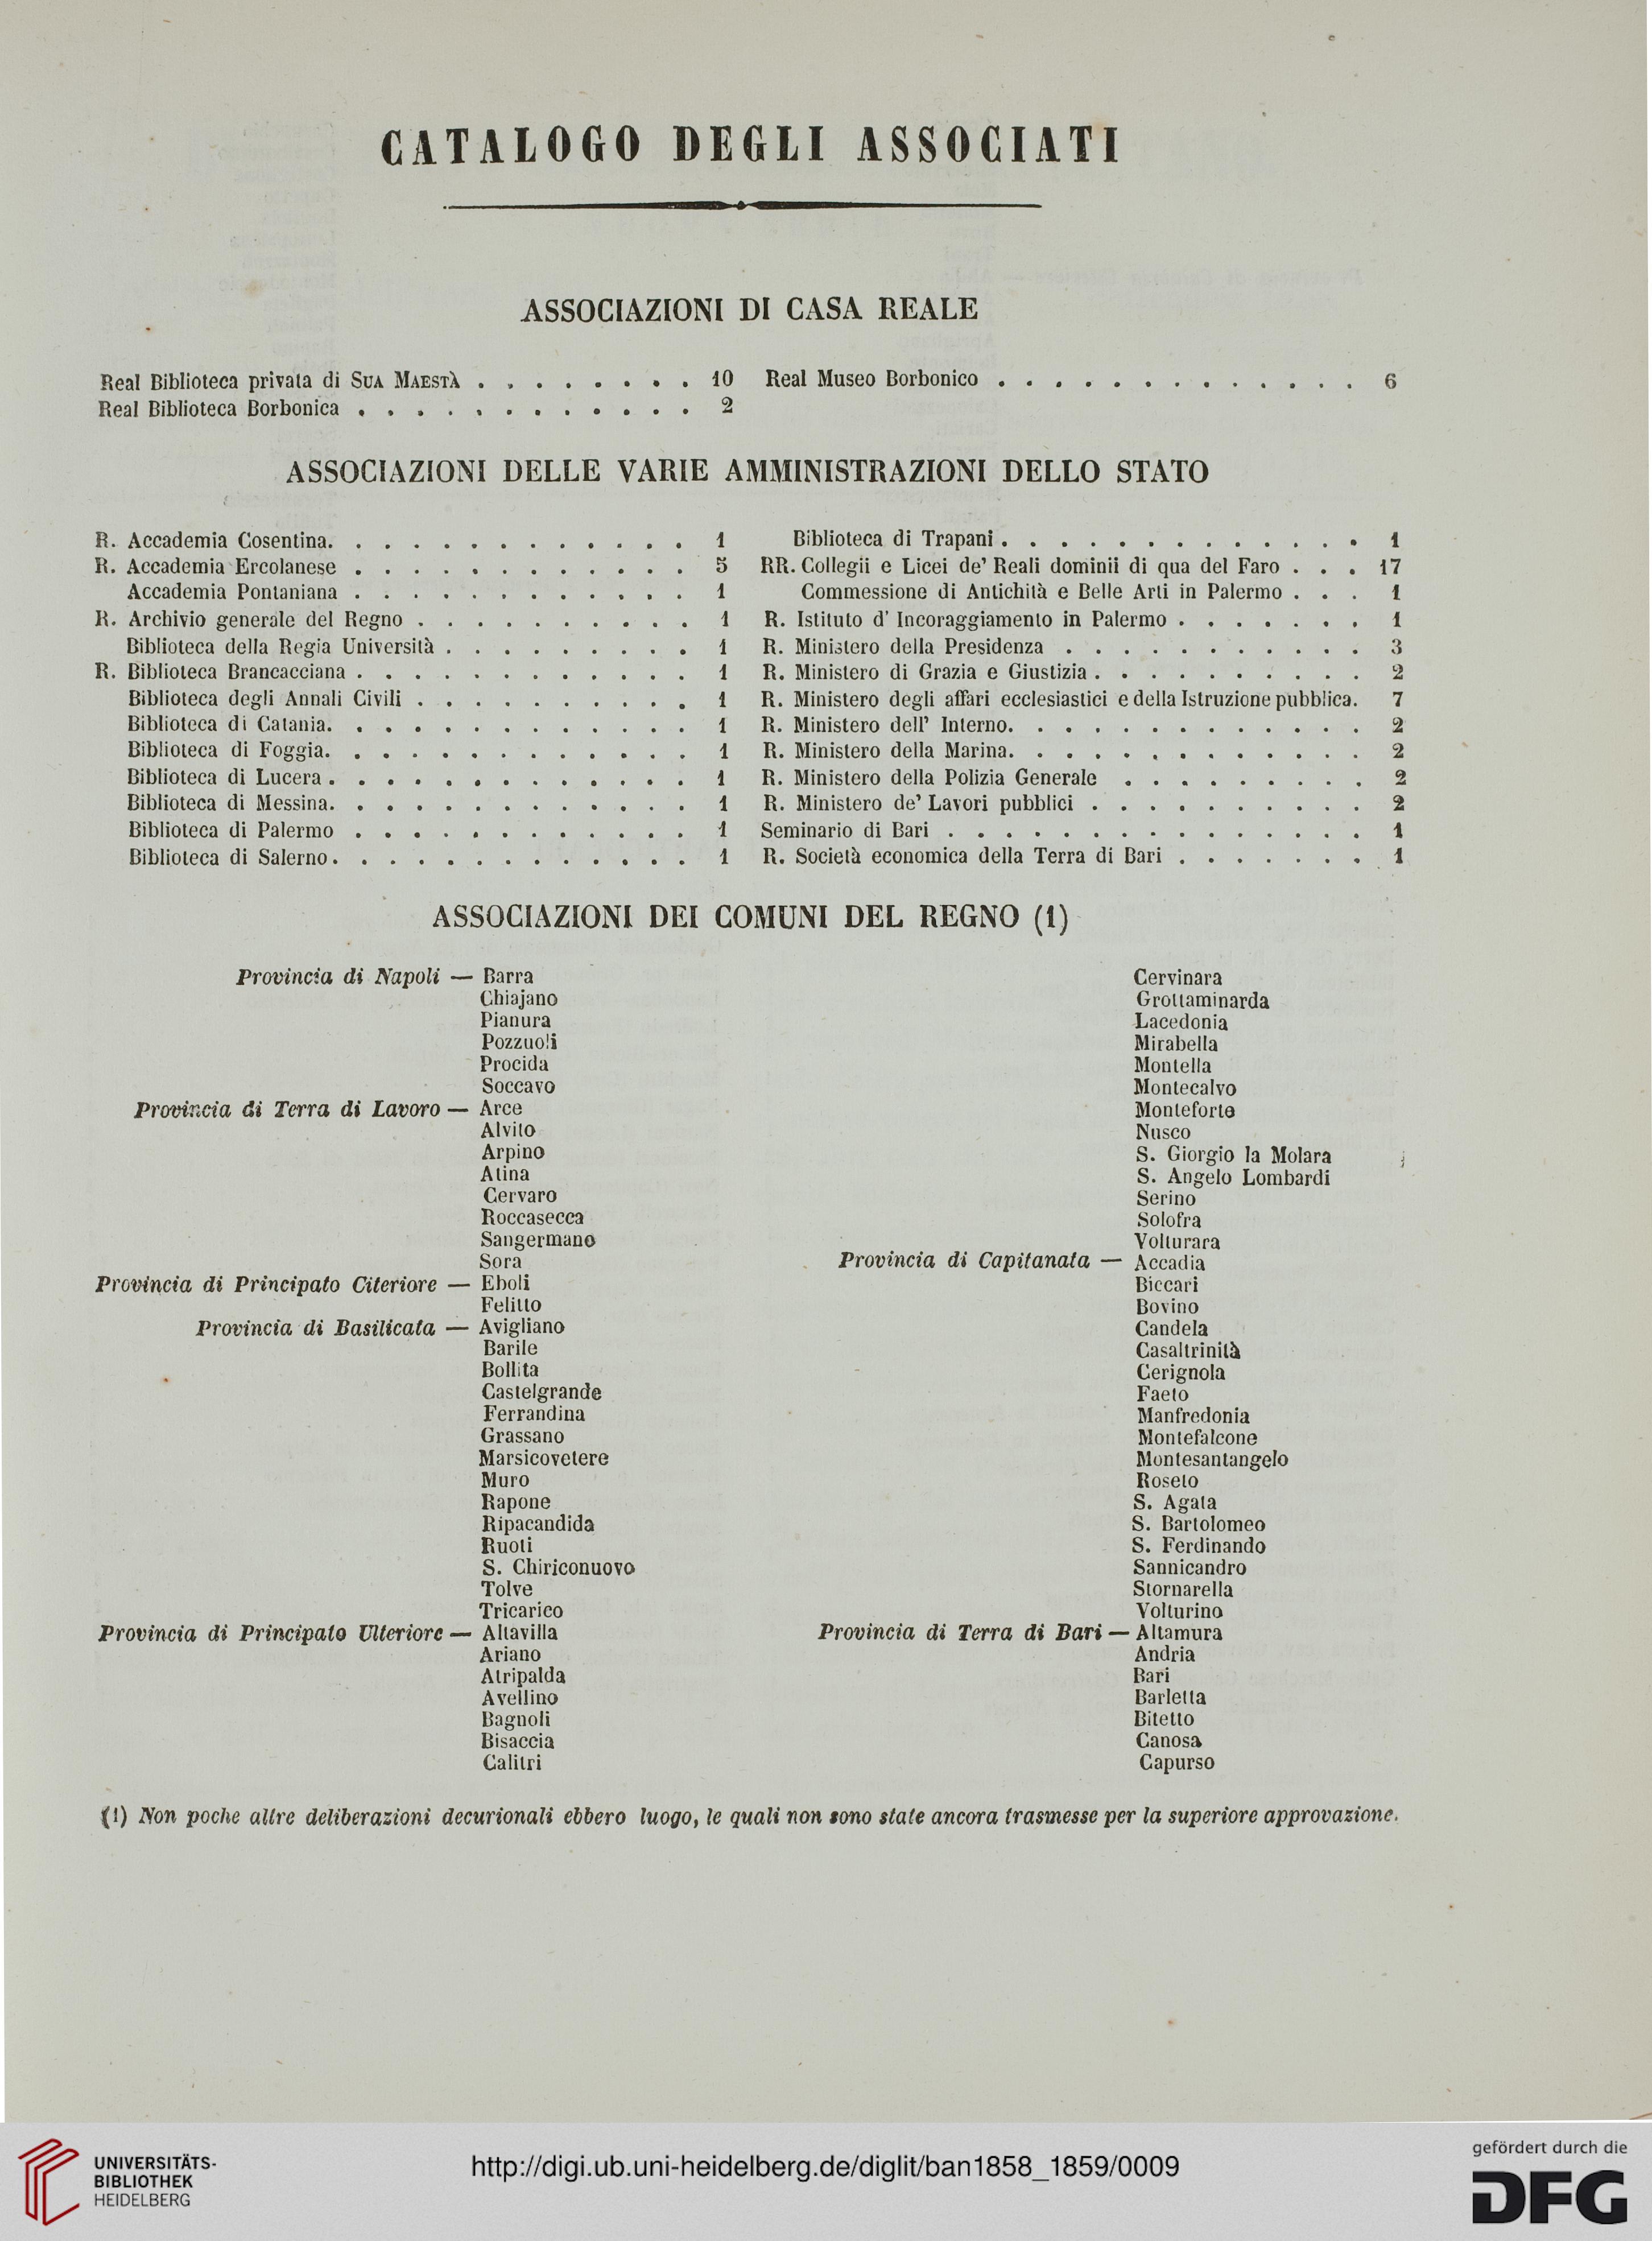 CATALOGO DEGLI ASSOCIATI
ASSOCIAZIONI DI CASA REALE
Real Biblioteca privata di SUA MAESTÀ . . . . . . . . 10
Real Biblioteca Borbonica . . . . . . . . . . . . 2
Real Museo Borbonico . . . . . . . . . . . . . 6
ASSOCIAZIONI DELLE VARIE AMMINISTRAZIONI DELLO STATO
R. Accademia Cosentina. . . . . . . . . . . . . 1
R. Accademia Ercolanese . . . . . . . . . . . . 5
Accademia Pontaniana . . . . . . . . . . . . 1
R. Archivio generale del Regno . . . . . . . . . . 1
Biblioteca della Regia Università . . . . . . . . . 1
R. Biblioteca Brancacciana . . . . . . . . . . . . 1
Biblioteca degli Annali Civili . . . . . . . . . . 1
Biblioteca di Catania. . . . . . . . . . . . . 1
Biblioteca di Foggia. . . . . . . . . . . . . 1
Biblioteca di Lucera . . . . . . . . . . . . . 1
Biblioteca di Messina. . . . . . . . . . . . . 1
Biblioteca di Palermo . . . . . . . . . . . . 1
Biblioteca di Salerno. . . . . . . . . . . . . 1
Biblioteca di Trapani . . . . . . . . . . . . . 1
RR. Collegii e Licei de' Reali dominii di qua del Faro . . . 17
Commessione di Antichità e Belle Arti in Palermo . . . 1
R. Istituto d' Incoraggiamento in Palermo . . . . . . . 1
R. Ministero della Presidenza . . . . . . . . . . . 3
R. Ministero di Grazia e Giustizia . . . . . . . . . . 2
R. Ministero degli affari ecclesiastici e della Istruzione pubblica. 7
R. Ministero dell' Interno. . . . . . . . . . . . . 2
R. Ministero della Marina. . . . . . . . . . . . . 2
R. Ministero della Polizia Generale . . . . . . . . . 2
R. Ministero de' Lavori pubblici . . . . . . . . . . 2
Seminario di Bari . . . . . . . . . . . . . . . 1
R. Società economica della Terra di Bari . . . . . . . 1
ASSOCIAZIONI DEI COMUNI DEL REGNO (1)
Provincia di Napoli — Barra
Chiajano
Pianura
Pozzuoli
Procida
Soccavo
Provincia di Terra di Lavoro — Arce
Alvito
Arpino
Atina
Cervaro
Roccasecca
Sangermano
Sora
Provincia di Principato Citeriore — Eboli
Felitto
Provincia di Basilicata — Avigliano
Barile
Bollita
Castelgrande
Ferrandina
Grassano
Marsicovetere
Muro
Rapone
Ripacandida
Ruoti
S. Chiriconuovo
Tolve
Tricarico
Provincia di Principato Ulteriore — Altavilla
Ariano
Atripalda
Avellino
Bagnoli
Bisaccia
Calitri
Cervinara
Grottaminarda
Lacedonia
Mirabella
Montella
Montecalvo
Monteforte
Nusco
S. Giorgio la Molara
S. Angelo Lombardi
Serino
Solofra
Volturara
Provincia di Capitanata — Accadia
Biccari
Bovino
Candela
Casaltrinità
Cerignola
Faeto
Manfredonia
Montefalcone
Montesantangelo
Roseto
S. Agata
S. Bartolomeo
S. Ferdinando
Sannicandro
Stornarella
Volturino
Provincia di Terra di Bari — Altamura
Andria
Bari
Barletta
Bitetto
Canosa
Capurso
(1) Non poche altre deliberazioni decurionali ebbero luogo, le quali non sono state ancora trasmesse per la superiore approvazione.
UNIVERSITÄTS-
BIBLIOTHEK
HEIDELBERG
http://digi.ub.uni-heidelberg.de/diglit/ban1858_1859/0009
gefördert durch die
DFG